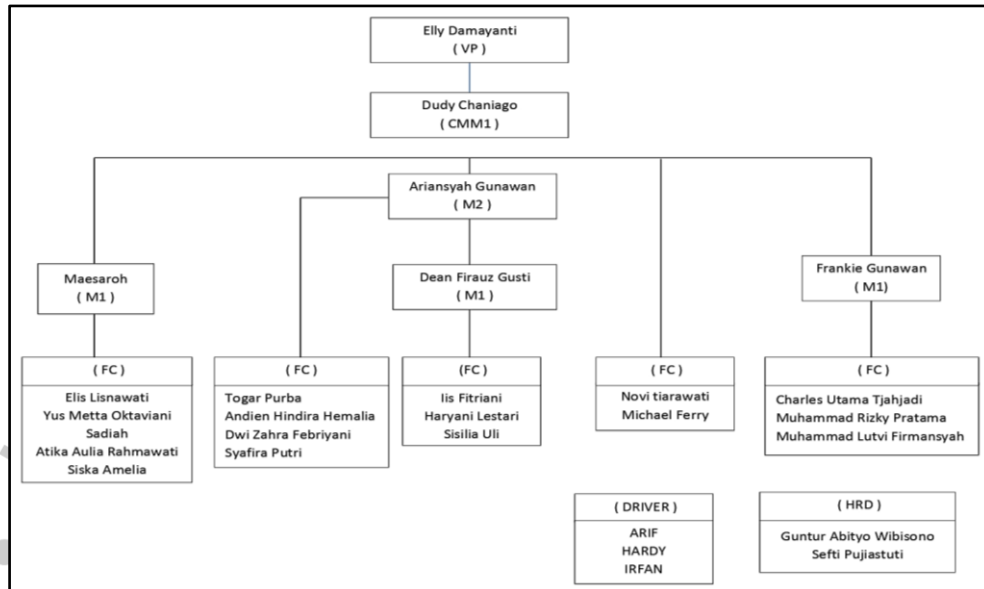 Elly Damayanti
( VP )
Dudy Chaniago
( CMM1 )
Ariansyah Gunawan
( M2 )
Maesaroh
( M1 )
Dean Firauz Gusti
( M1 )
Frankie Gunawan
( M1)
( FC )
Elis Lisnawati
Yus Metta Oktaviani
Sadiah
Atika Aulia Rahmawati
Siska Amelia
( FC )
Togar Purba
Andien Hindira Hemalia
Dwi Zahra Febriyani
Syafira Putri
(FC )
Iis Fitriani
Haryani Lestari
Sisilia Uli
( FC )
Novi tiarawati
Michael Ferry
( FC )
Charles Utama Tjahjadi
Muhammad Rizky Pratama
Muhammad Lutvi Firmansyah
( DRIVER )
ARIF
HARDY
IRFAN
( HRD )
Guntur Abityo Wibisono
Sefti Pujiastuti